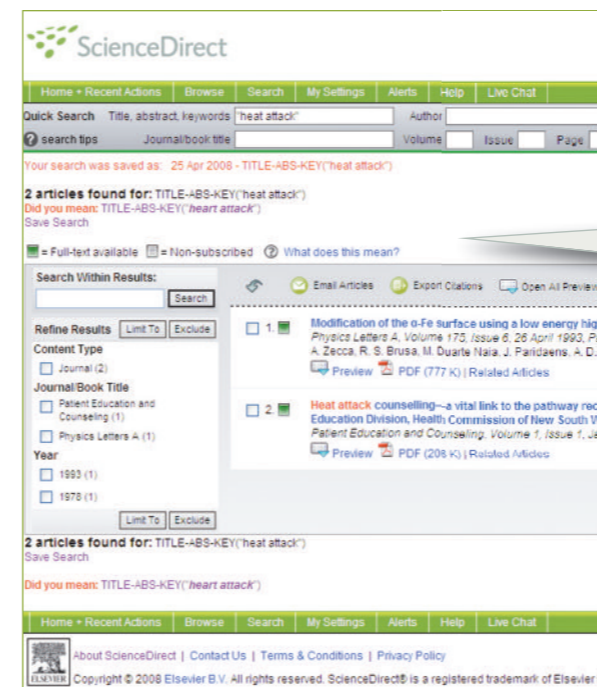 ScienceDirect
Home + Recent Actions Browse Search My Settings Alerts Help Live Chat
Quick Search Title, abstract, keywords "heat attack" Author
search tips Journal/book title Volume Issue Page
Your search was saved as: 25 Apr 2008 - TITLE-ABS-KEY("heat attack")
2 articles found for: TITLE-ABS-KEY("heat attack")
Did you mean: TITLE-ABS-KEY("heart attack")
Save Search
= Full-text available = Non-subscribed ? What does this mean?
Search Within Results:
Search
Email Articles Export Citations Open All Preview
Refine Results Limit To Exclude
Content Type
Journal (2)
Journal/Book Title
Patient Education and
Counseling (1)
Physics Letters A (1)
Year
1993 (1)
1978 (1)
Limit To Exclude
1. Modification of the α-Fe surface using a low energy hig
Physics Letters A, Volume 175, Issue 6, 26 April 1993, P
A. Zecca, R. S. Brusa, M. Duarte Naia, J. Paridaens, A. D.
Preview PDF (777 K) | Related Articles
2. Heat attack counselling--a vital link to the pathway rec
Education Division, Health Commission of New South W
Patient Education and Counseling, Volume 1, Issue 1, Ja
Preview PDF (208 K) | Related Articles
2 articles found for: TITLE-ABS-KEY("heat attack")
Save Search
Did you mean: TITLE-ABS-KEY("heart attack")
Home + Recent Actions Browse Search My Settings Alerts Help Live Chat
ELSEVIER
About ScienceDirect | Contact Us | Terms & Conditions | Privacy Policy
Copyright © 2008 Elsevier B.V. All rights reserved. ScienceDirect® is a registered trademark of Elsevier